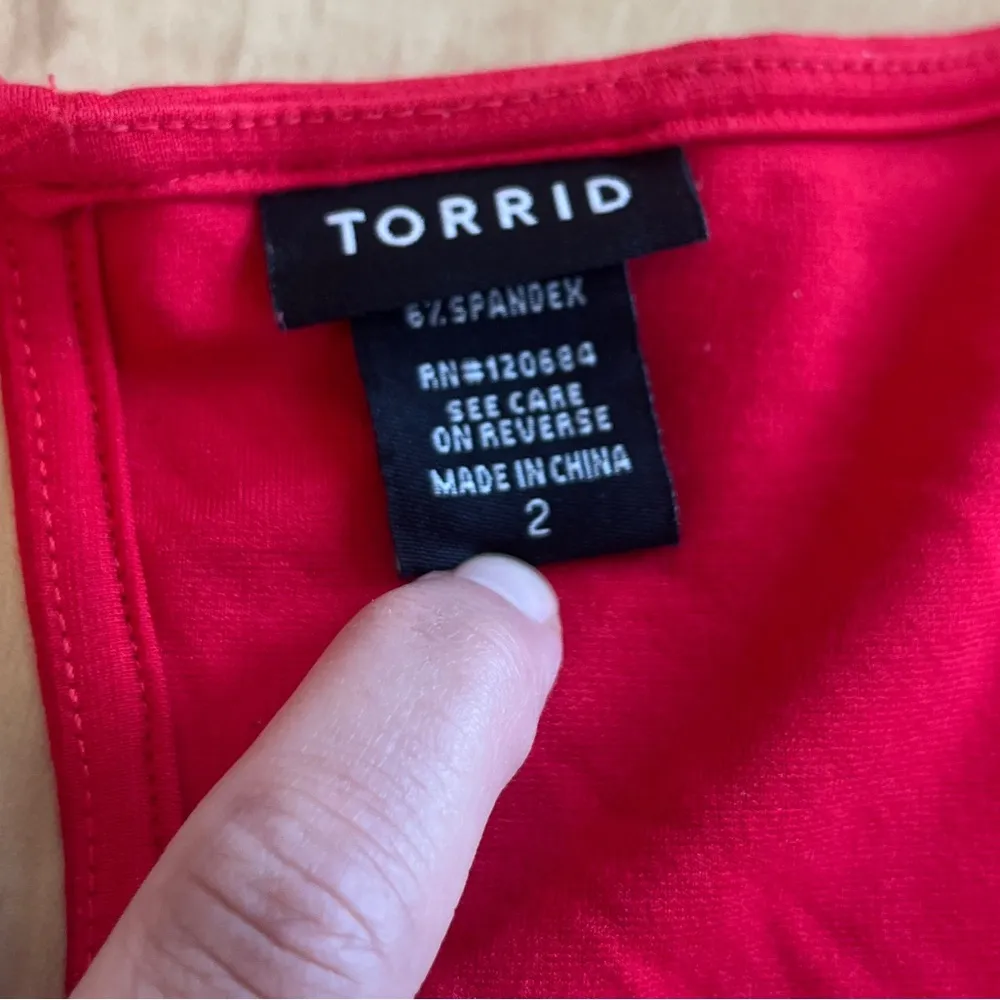 TORRID
6% SPANDEX
RN#120684
SEE CARE
ON REVERSE
MADE IN CHINA
2